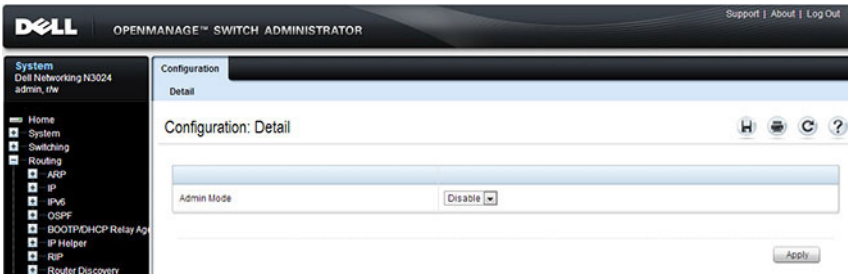 Support | About | Log Out
DELL OPENMANAGE™ SWITCH ADMINISTRATOR
System
Dell Networking N3024
admin, r/w
Home
System
Switching
Routing
ARP
IP
IPv6
OSPF
BOOTP/DHCP Relay Age
IP Helper
RIP
Router Discovery
Configuration
Detail
Configuration: Detail
H C ?
Admin Mode Disable
Apply